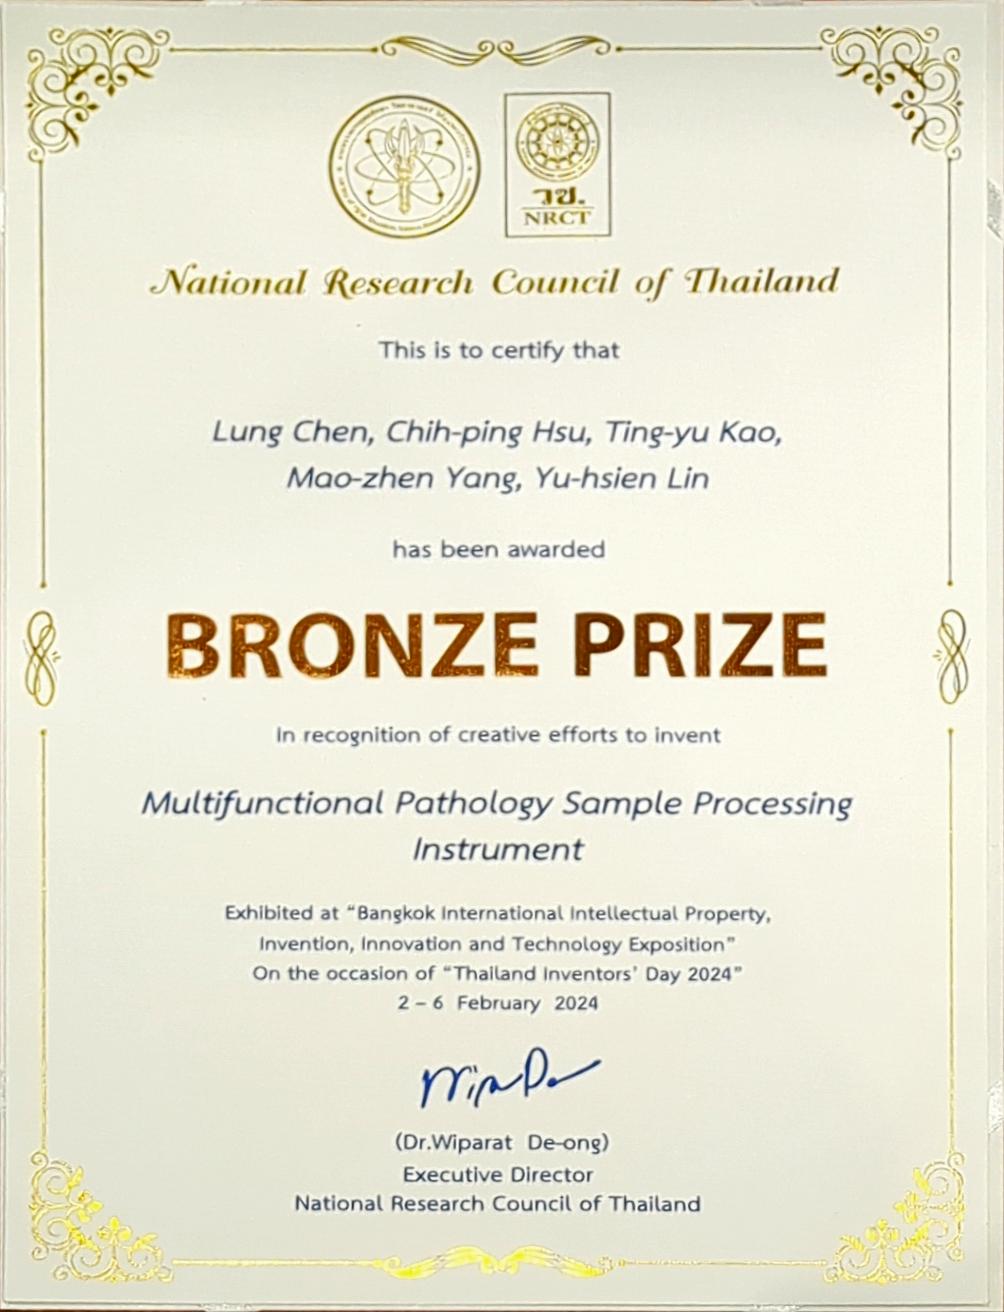 วช.
NRCT
National Research Council of Thailand
This is to certify that
Lung Chen, Chih-ping Hsu, Ting-yu Kao,
Mao-zhen Yang, Yu-hsien Lin
has been awarded
BRONZE PRIZE
In recognition of creative efforts to invent
Multifunctional Pathology Sample Processing
Instrument
Exhibited at “Bangkok International Intellectual Property,
Invention, Innovation and Technology Exposition”
On the occasion of “Thailand Inventors’ Day 2024”
2 – 6 February 2024
(Dr.Wiparat De-ong)
Executive Director
National Research Council of Thailand